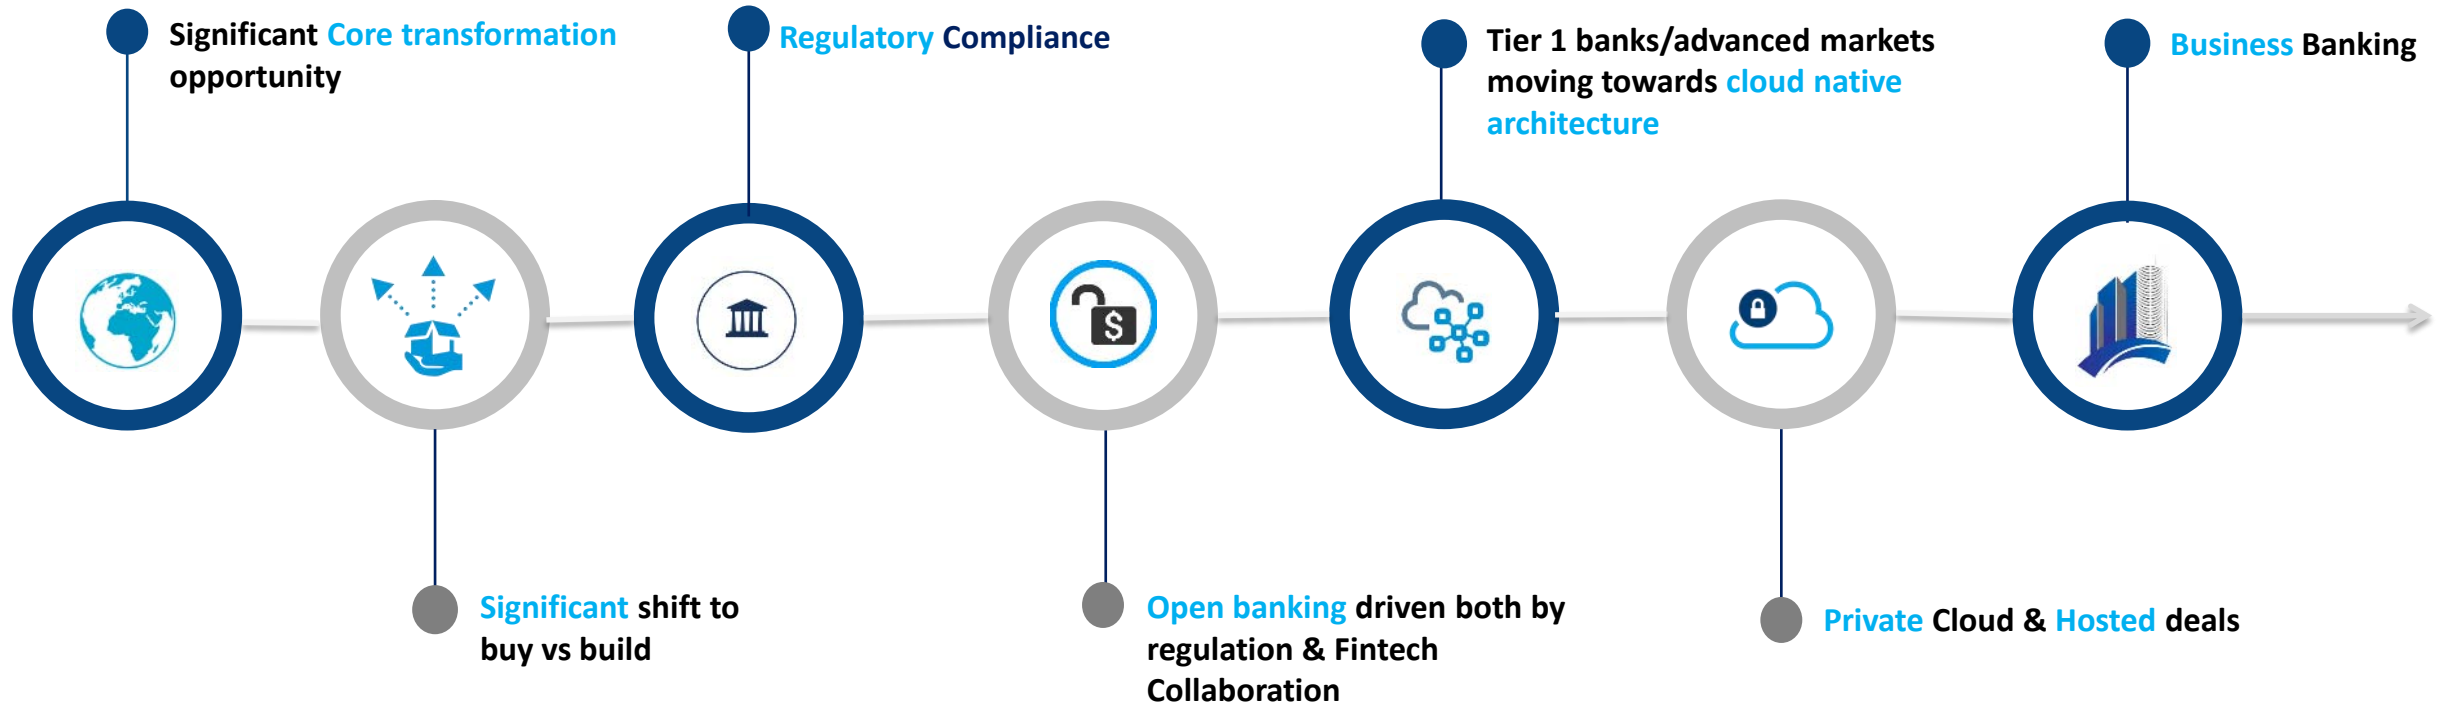 Significant Core transformation
opportunity
Significant shift to
buy vs build
Regulatory Compliance
$
Open banking driven both by
regulation & Fintech
Collaboration
Tier 1 banks/advanced markets
moving towards cloud native
architecture
Private Cloud & Hosted deals
Business Banking